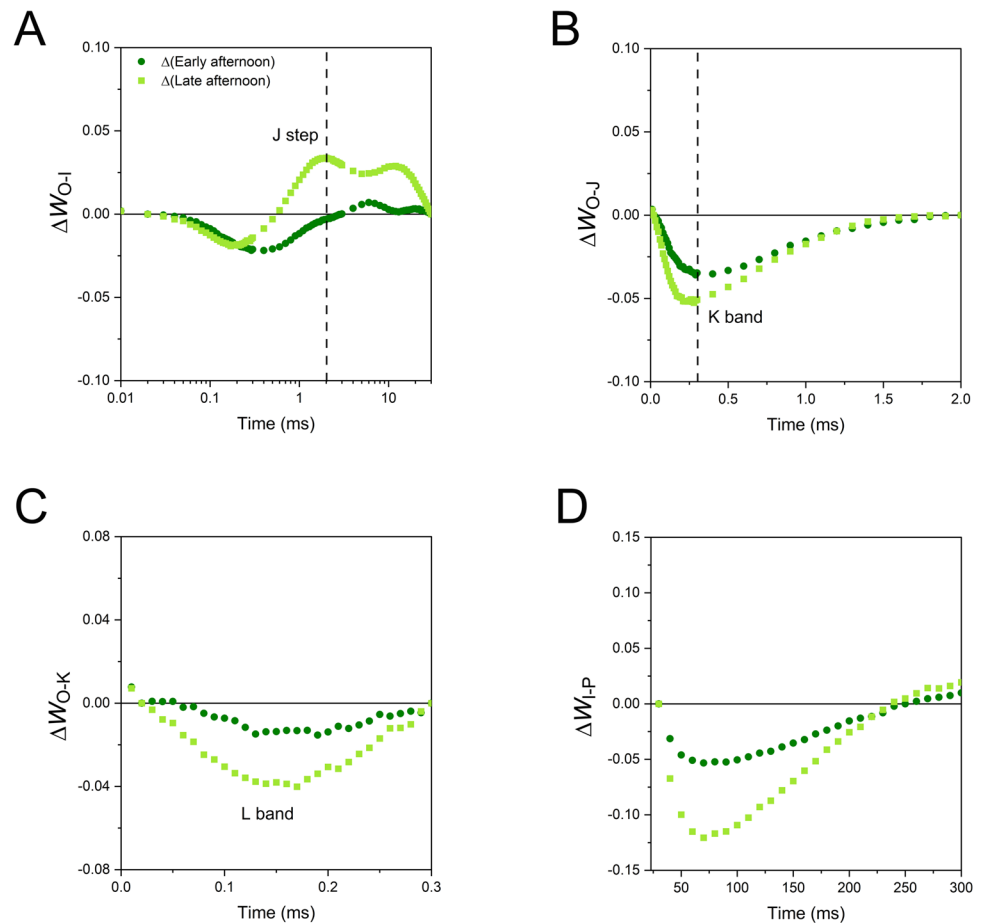 A
ΔW_O-I
0.10
0.05
0.00
-0.05
-0.10
Δ(Early afternoon)
Δ(Late afternoon)
J step
0.01
0.1
1
10
Time (ms)
B
ΔW_O-J
0.10
0.05
0.00
-0.05
-0.10
K band
0.0
0.5
1.0
1.5
2.0
Time (ms)
C
ΔW_O-K
0.08
0.04
0.00
-0.04
-0.08
L band
0.0
0.1
0.2
0.3
Time (ms)
D
ΔW_I-P
0.15
0.10
0.05
0.00
-0.05
-0.10
-0.15
50
100
150
200
250
300
Time (ms)